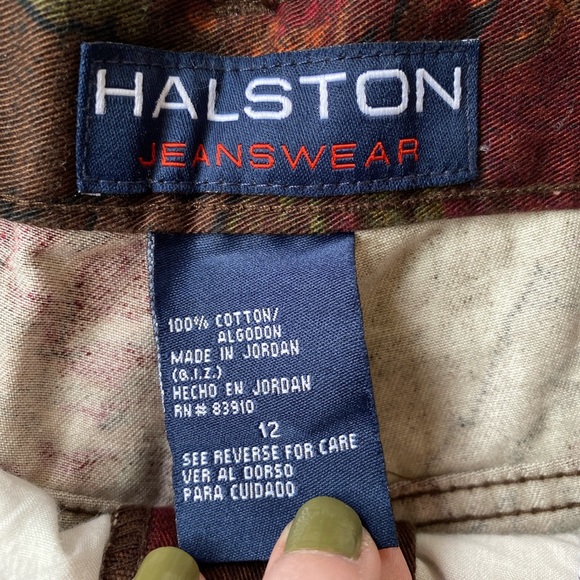 HALSTON
JEANSWEAR
100% COTTON/
ALGODON
MADE IN JORDAN
(Q.I.Z.)
HECHO EN JORDAN
RN# 83910
12
SEE REVERSE FOR CARE
VER AL DORSO
PARA CUIDADO